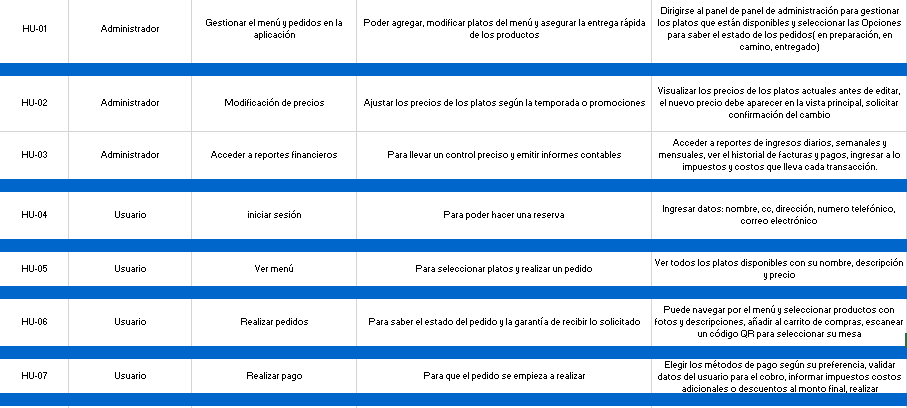 HU-01 Administrador Gestionar el menú y pedidos en la aplicación Poder agregar, modificar platos del menú y asegurar la entrega rápida de los productos Dirigirse al panel de panel de administración para gestionar los platos que están disponibles y seleccionar las Opciones para saber el estado de los pedidos( en preparación, en camino, entregado)
HU-02 Administrador Modificación de precios Ajustar los precios de los platos según la temporada o promociones Visualizar los precios de los platos actuales antes de editar, el nuevo precio debe aparecer en la vista principal, solicitar confirmación del cambio
HU-03 Administrador Acceder a reportes financieros Para llevar un control preciso y emitir informes contables Acceder a reportes de ingresos diarios, semanales y mensuales, ver el historial de facturas y pagos, ingresar a lo impuestos y costos que lleva cada transacción.
HU-04 Usuario iniciar sesión Para poder hacer una reserva Ingresar datos: nombre, cc, dirección, numero telefónico, correo electrónico
HU-05 Usuario Ver menú Para seleccionar platos y realizar un pedido Ver todos los platos disponibles con su nombre, descripción y precio
HU-06 Usuario Realizar pedidos Para saber el estado del pedido y la garantía de recibir lo solicitado Puede navegar por el menú y seleccionar productos con fotos y descripciones, añadir al carrito de compras, escanear un código QR para seleccionar su mesa
HU-07 Usuario Realizar pago Para que el pedido se empieza a realizar Elegir los métodos de pago según su preferencia, validar datos del usuario para el cobro, informar impuestos costos adicionales o descuentos al monto final, realizar